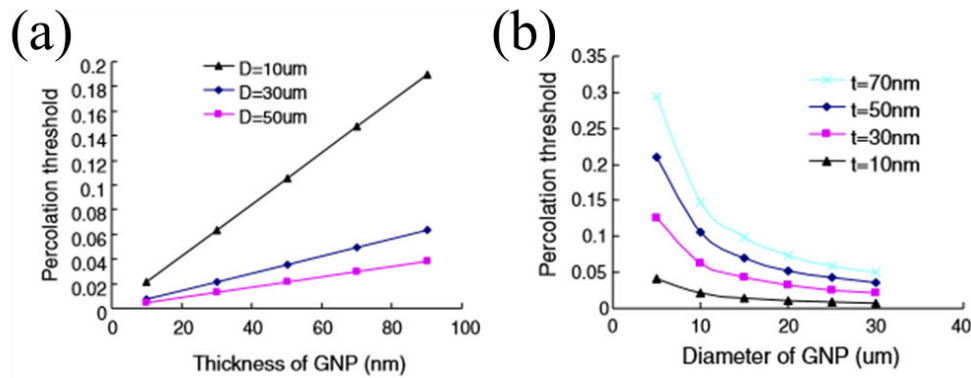 (a)
Percolation threshold
0.2
0.18
0.16
0.14
0.12
0.1
0.08
0.06
0.04
0.02
0
D=10um
D=30um
D=50um
0 20 40 60 80 100
Thickness of GNP (nm)
(b)
Percolation threshold
0.35
0.3
0.25
0.2
0.15
0.1
0.05
0
t=70nm
t=50nm
t=30nm
t=10nm
0 10 20 30 40
Diameter of GNP (um)